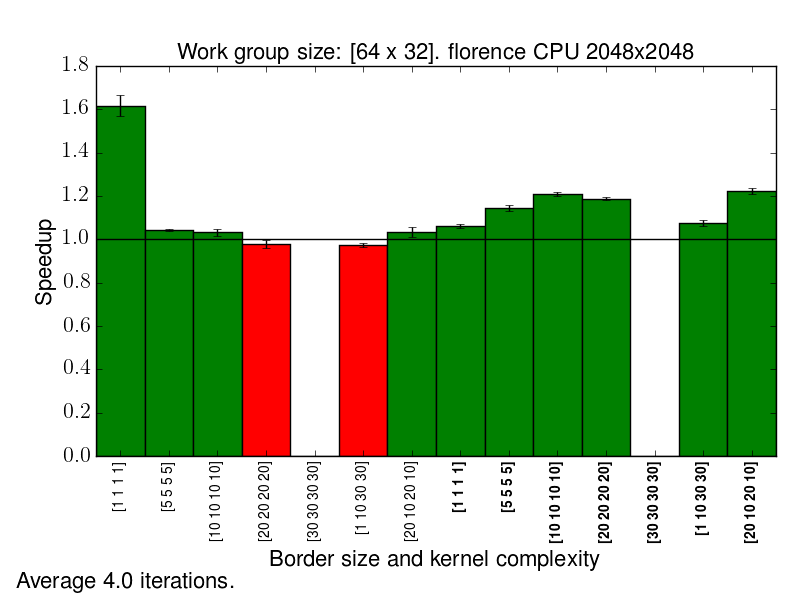 Work group size: [64 x 32]. florence CPU 2048x2048
1.8
1.6
1.4
1.2
1.0
0.8
0.6
0.4
0.2
0.0
Speedup
[1 1 1 1]
[5 5 5 5]
[10 10 10 10]
[20 20 20 20]
[30 30 30 30]
[1 10 30 30]
[20 10 20 10]
[1 1 1 1]
[5 5 5 5]
[10 10 10 10]
[20 20 20 20]
[30 30 30 30]
[1 10 30 30]
[20 10 20 10]
Border size and kernel complexity
Average 4.0 iterations.